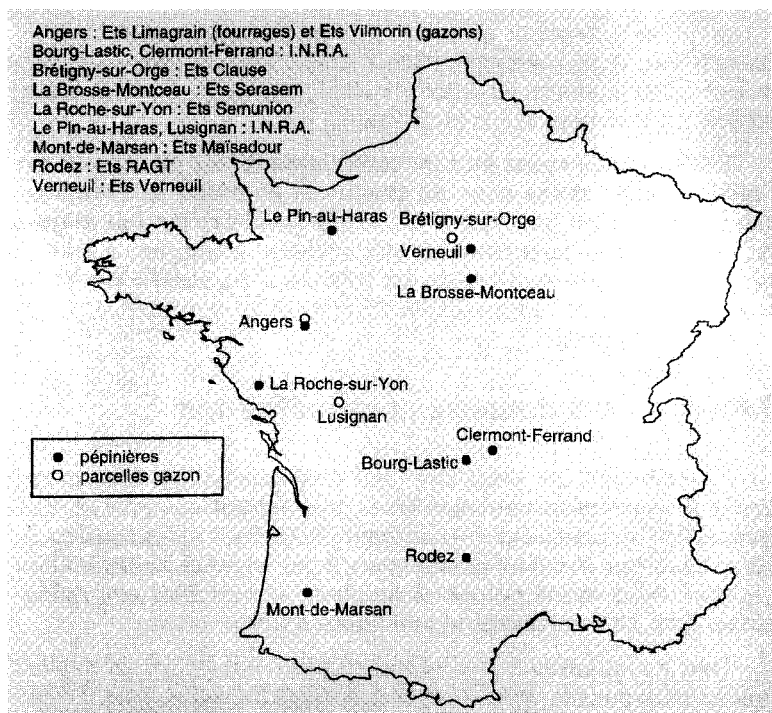 Angers : Ets Limagrain (fourrages) et Ets Vilmorin (gazons)
Bourg-Lastic, Clermont-Ferrand : I.N.R.A.
Brétigny-sur-Orge : Ets Clause
La Brosse-Montceau : Ets Serasem
La Roche-sur-Yon : Ets Semunion
Le Pin-au-Haras, Lusignan : I.N.R.A.
Mont-de-Marsan : Ets Maïsadour
Rodez : Ets RAGT
Verneuil : Ets Verneuil
Le Pin-au-Haras
Brétigny-sur-Orge
Verneuil
La Brosse-Montceau
Angers
La Roche-sur-Yon
Lusignan
Clermont-Ferrand
Bourg-Lastic
pépinières
parcelles gazon
Rodez
Mont-de-Marsan